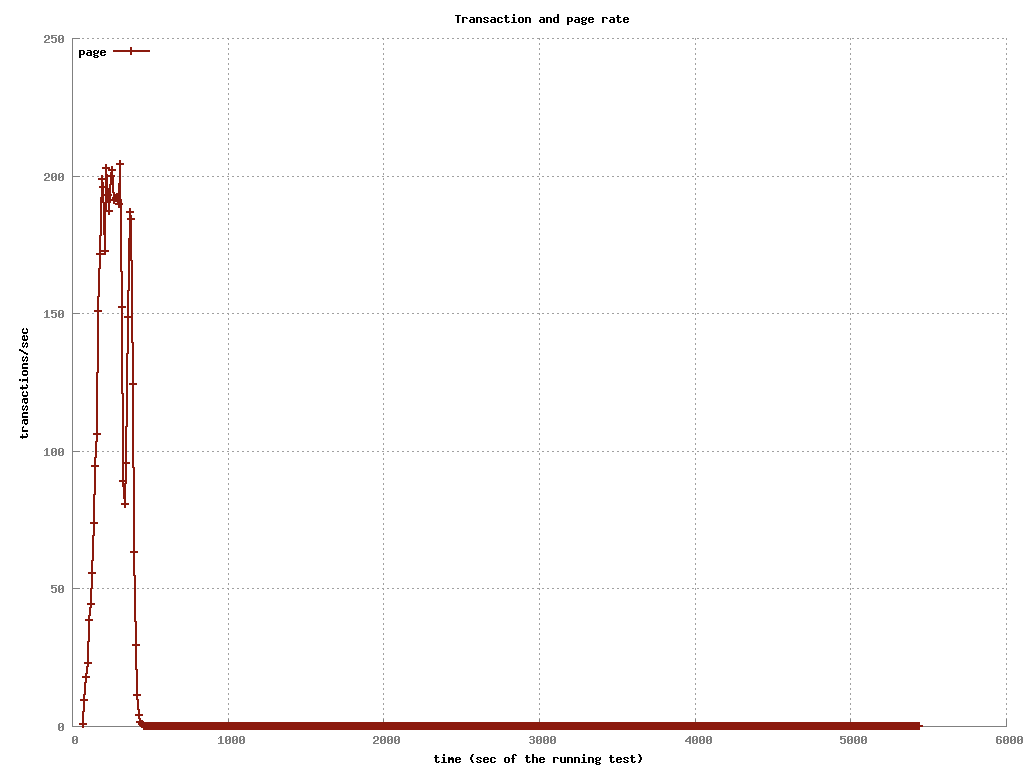 Transaction and page rate
page
250
200
150
100
50
0
transactions/sec
0 1000 2000 3000 4000 5000 6000
time (sec of the running test)